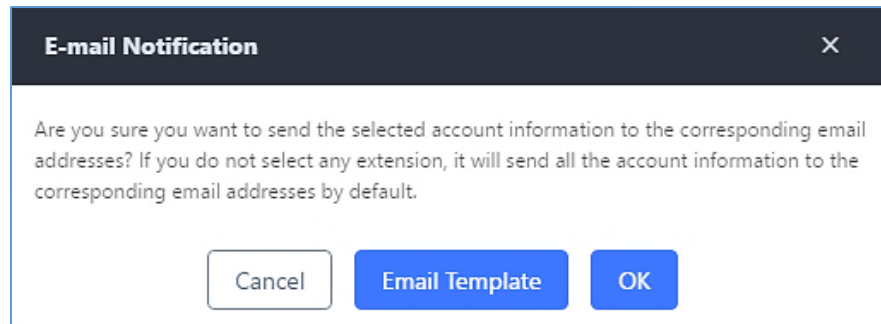 E-mail Notification ×
Are you sure you want to send the selected account information to the corresponding email
addresses? If you do not select any extension, it will send all the account information to the
corresponding email addresses by default.
Cancel Email Template OK